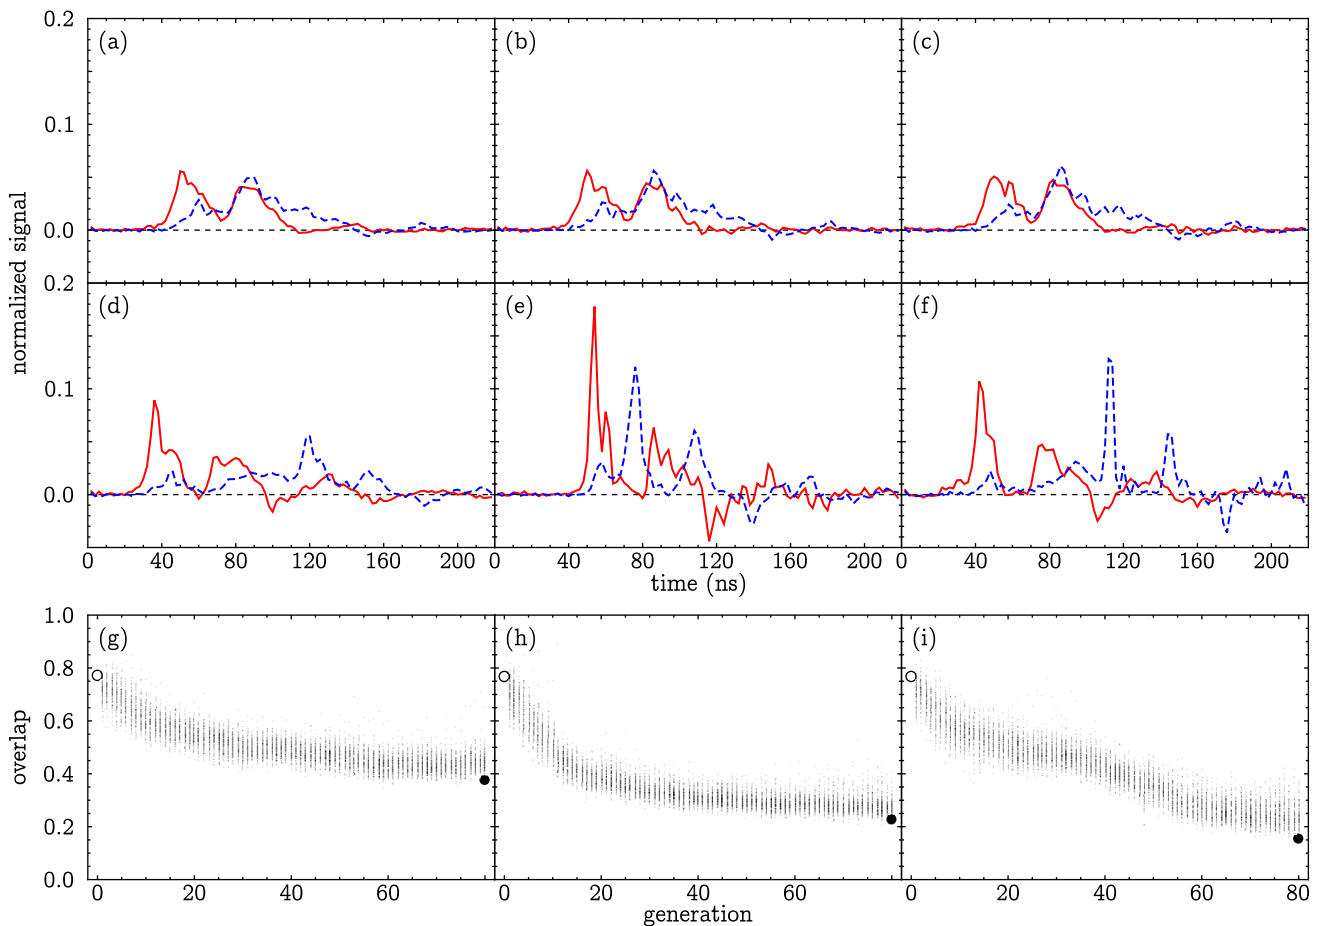 0.2
(a)
(b)
(c)
0.1
0.0
normalized signal
0.2
(d)
(e)
(f)
0.1
0.0
0 40 80 120 160 200 0 40 80 120 160 200 0 40 80 120 160 200
time (ns)
1.0
(g)
(h)
(i)
0.8
0.6
overlap
0.4
0.2
0.0
0 20 40 60 0 20 40 60 0 20 40 60 80
generation